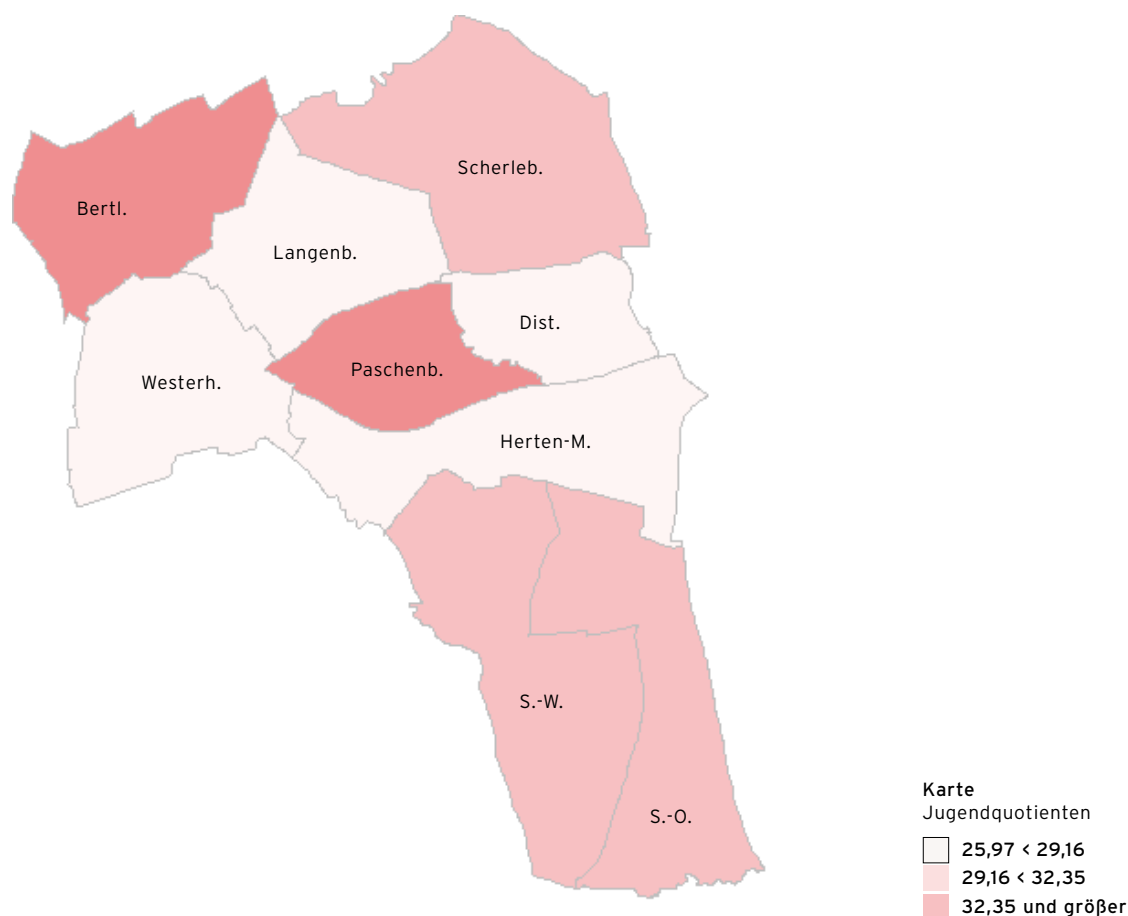 Scherleb.
Bertl.
Langenb.
Dist.
Paschenb.
Westerh.
Herten-M.
S.-W.
S.-O.
Karte
Jugendquotienten
25,97 < 29,16
29,16 < 32,35
32,35 und größer